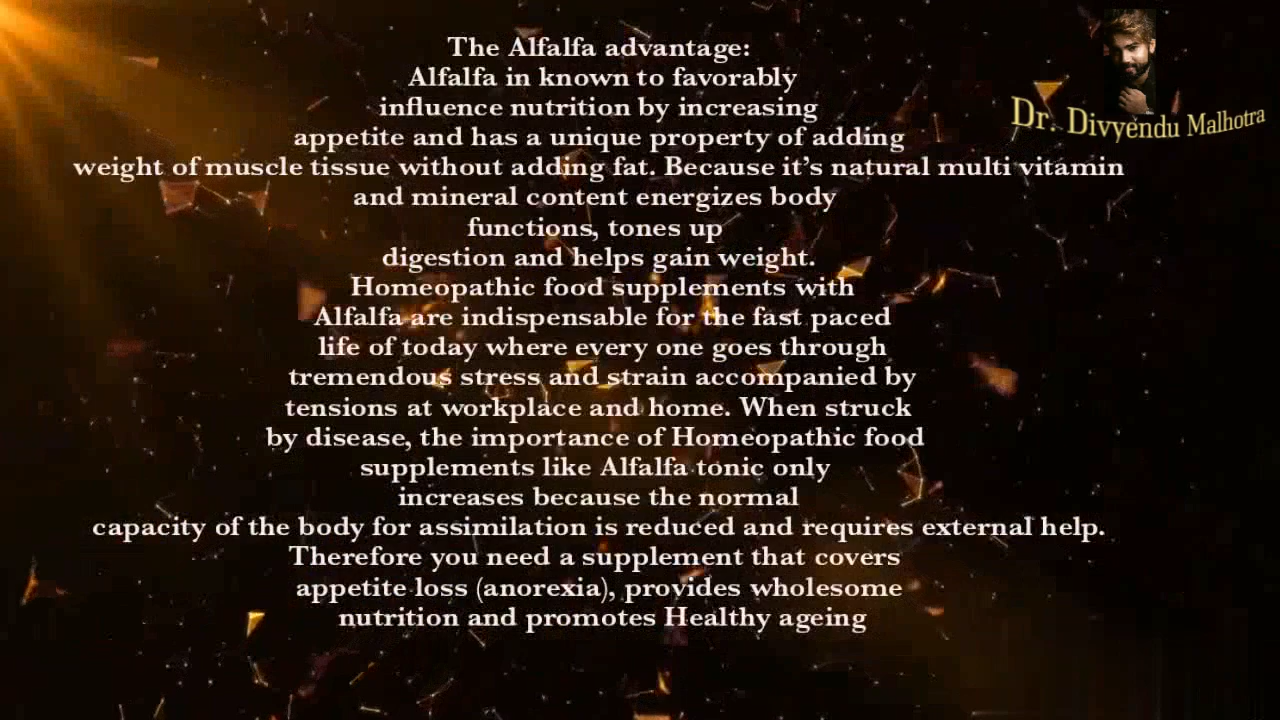 The Alfalfa advantage:
Alfalfa in known to favorably
influence nutrition by increasing
appetite and has a unique property of adding
weight of muscle tissue without adding fat. Because it’s natural multi vitamin
and mineral content energizes body
functions, tones up
digestion and helps gain weight.
Homeopathic food supplements with
Alfalfa are indispensable for the fast paced
life of today where every one goes through
tremendous stress and strain accompanied by
tensions at workplace and home. When struck
by disease, the importance of Homeopathic food
supplements like Alfalfa tonic only
increases because the normal
capacity of the body for assimilation is reduced and requires external help.
Therefore you need a supplement that covers
appetite loss (anorexia), provides wholesome
nutrition and promotes Healthy ageing
Dr. Divyendu Malhotra